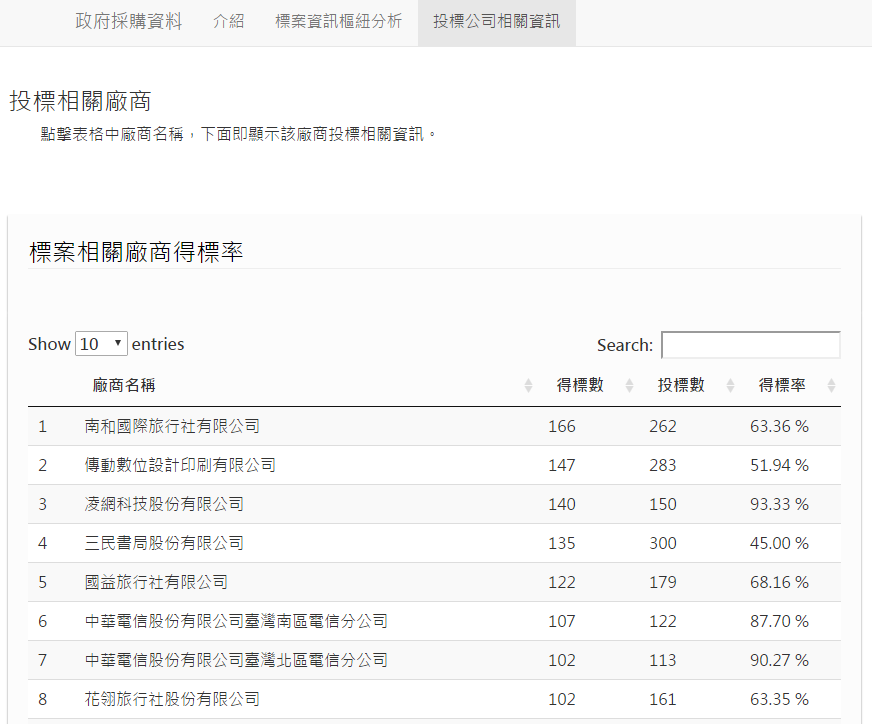 政府採購資料 介紹 標案資訊樞紐分析 投標公司相關資訊
投標相關廠商
點擊表格中廠商名稱，下面即顯示該廠商投標相關資訊。
標案相關廠商得標率
Show 10 entries Search:
廠商名稱 得標數 投標數 得標率
1 南和國際旅行社有限公司 166 262 63.36 %
2 傳動數位設計印刷有限公司 147 283 51.94 %
3 凌網科技股份有限公司 140 150 93.33 %
4 三民書局股份有限公司 135 300 45.00 %
5 國益旅行社有限公司 122 179 68.16 %
6 中華電信股份有限公司臺灣南區電信分公司 107 122 87.70 %
7 中華電信股份有限公司臺灣北區電信分公司 102 113 90.27 %
8 花翎旅行社股份有限公司 102 161 63.35 %